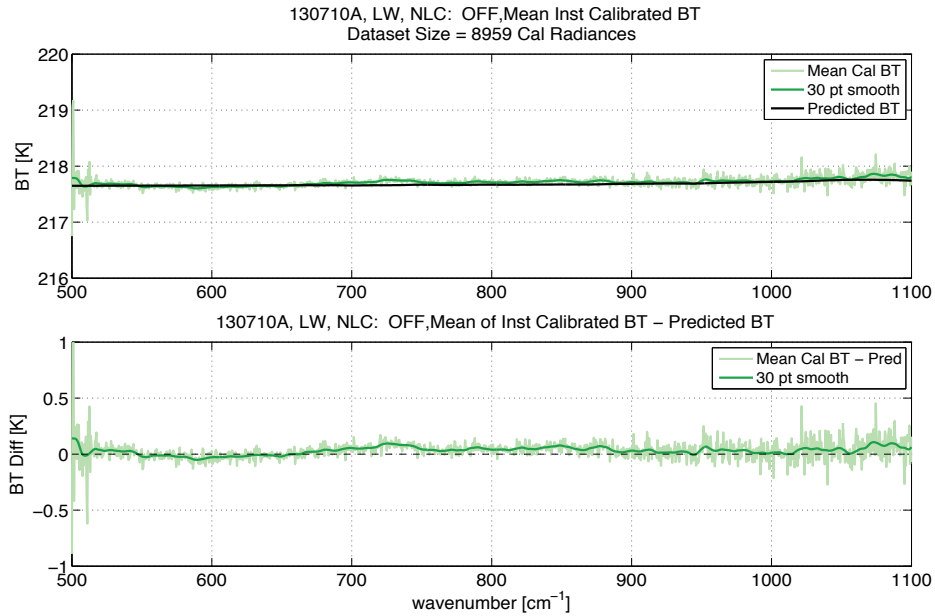 130710A, LW, NLC:  OFF,Mean Inst Calibrated BT
Dataset Size = 8959 Cal Radiances
220
219
218
217
216
BT [K]
Mean Cal BT
30 pt smooth
Predicted BT
500 600 700 800 900 1000 1100
130710A, LW, NLC:  OFF,Mean of Inst Calibrated BT − Predicted BT
1
0.5
0
−0.5
−1
BT Diff [K]
Mean Cal BT − Pred
30 pt smooth
500 600 700 800 900 1000 1100
wavenumber [cm⁻¹]